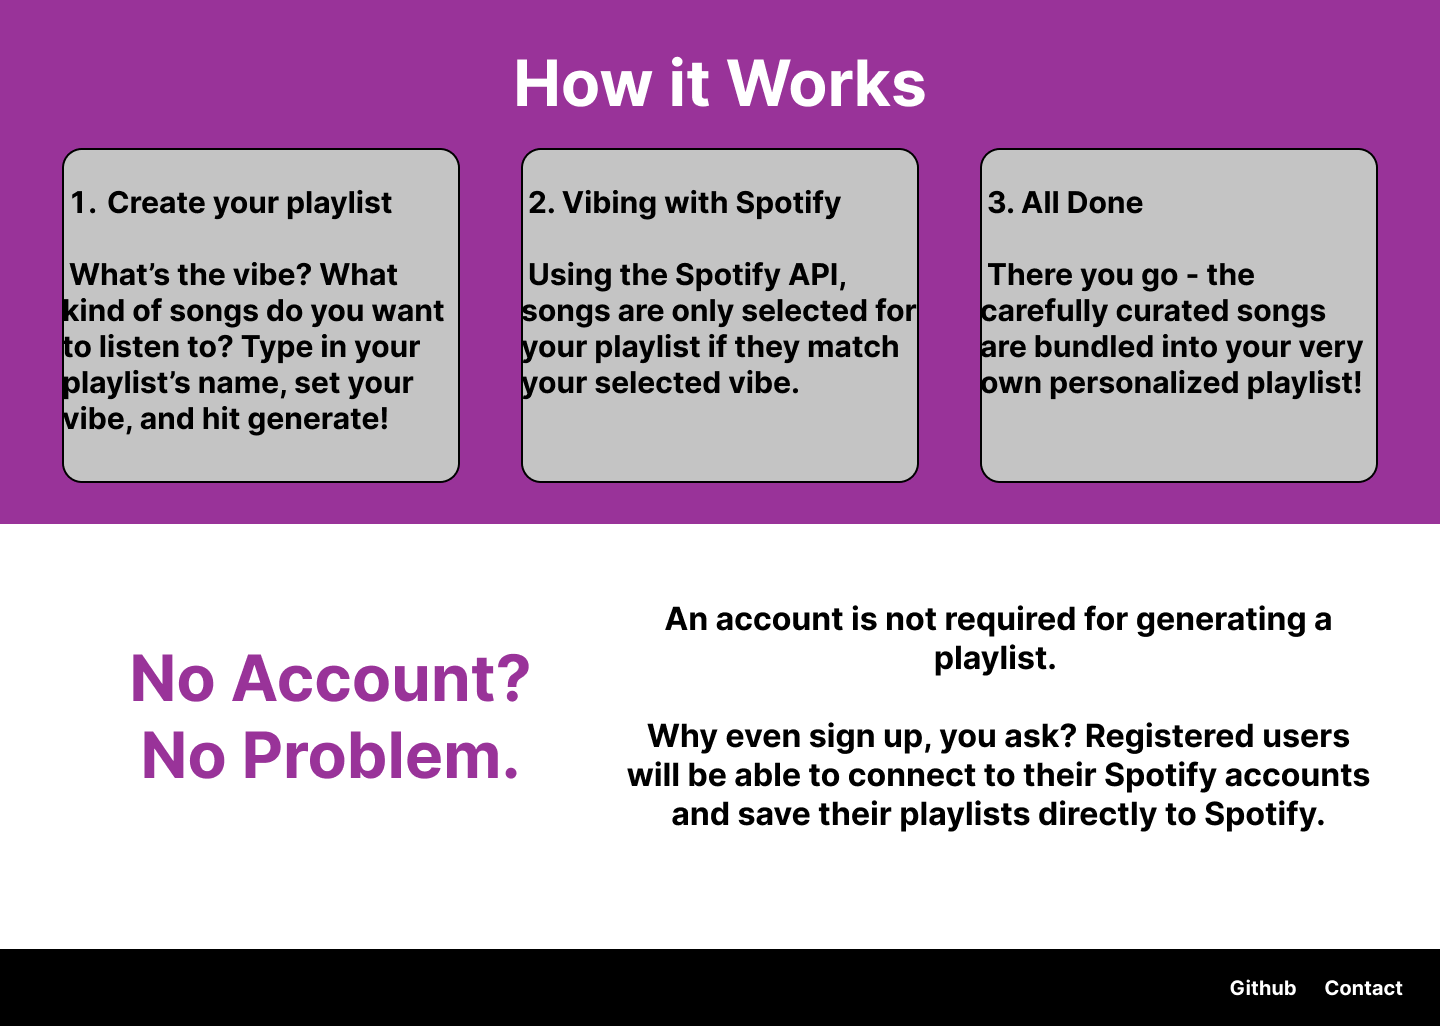 How it Works
1. Create your playlist
What’s the vibe? What
kind of songs do you want
to listen to? Type in your
playlist’s name, set your
vibe, and hit generate!
2. Vibing with Spotify
Using the Spotify API,
songs are only selected for
your playlist if they match
your selected vibe.
3. All Done
There you go - the
carefully curated songs
are bundled into your very
own personalized playlist!
No Account?
No Problem.
An account is not required for generating a
playlist.
Why even sign up, you ask? Registered users
will be able to connect to their Spotify accounts
and save their playlists directly to Spotify.
Github Contact